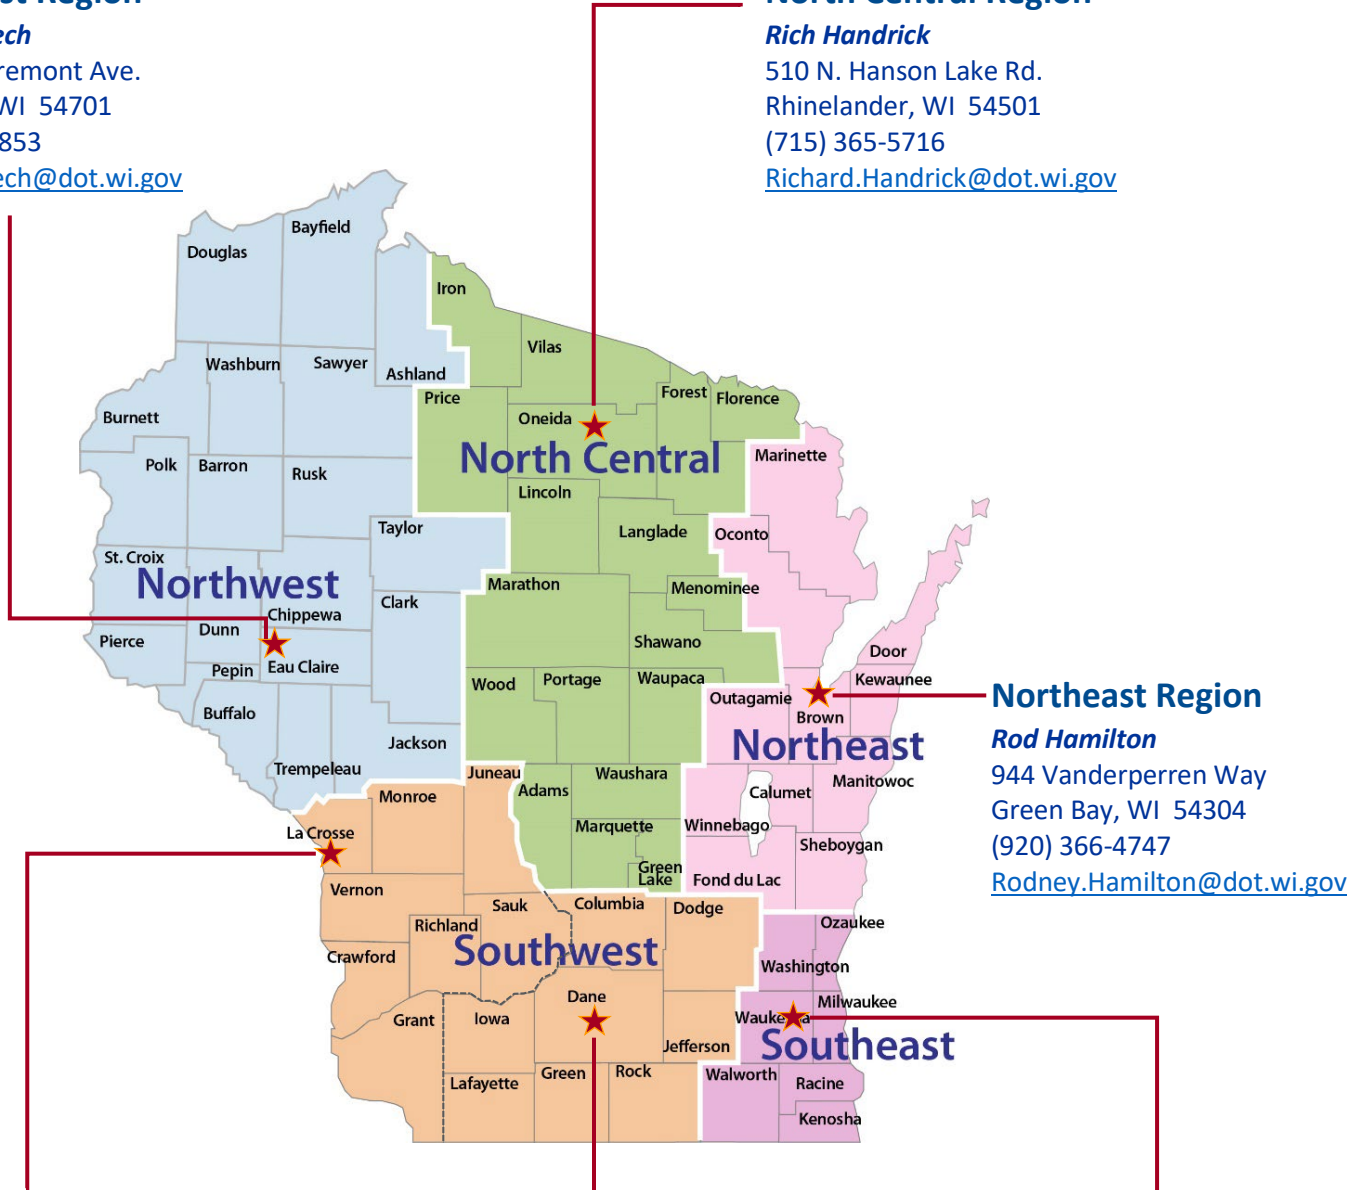 North Central Region
Rich Handrick
510 N. Hanson Lake Rd.
Rhinelander, WI 54501
(715) 365-5716
Richard.Handrick@dot.wi.gov
Region
Ave.
WI 54701
853
@dot.wi.gov
Bayfield
Douglas
Iron
Vilas
Washburn
Sawyer
Ashland
Price
Forest
Florence
Burnett
Oneida
North Central
Marinette
Polk
Barron
Rusk
Lincoln
Taylor
Langlade
Oconto
St. Croix
Northwest
Marathon
Menominee
Clark
Chippewa
Dunn
Pierce
Shawano
Door
Pepin
Eau Claire
Wood
Portage
Waupaca
Kewaunee
Outagamie
Buffalo
Brown
Northeast
Jackson
Trempeleau
Juneau
Waushara
Adams
Calumet
Manitowoc
Monroe
Marquette
Winnebago
La Crosse
Sheboygan
Green
Lake
Fond du Lac
Vernon
Sauk
Columbia
Dodge
Richland
Ozaukee
Southwest
Crawford
Washington
Dane
Milwaukee
Grant
Iowa
Jefferson
Southeast
Lafayette
Green
Rock
Walworth
Racine
Kenosha
Northeast Region
Rod Hamilton
944 Vanderperren Way
Green Bay, WI 54304
(920) 366-4747
Rodney.Hamilton@dot.wi.gov